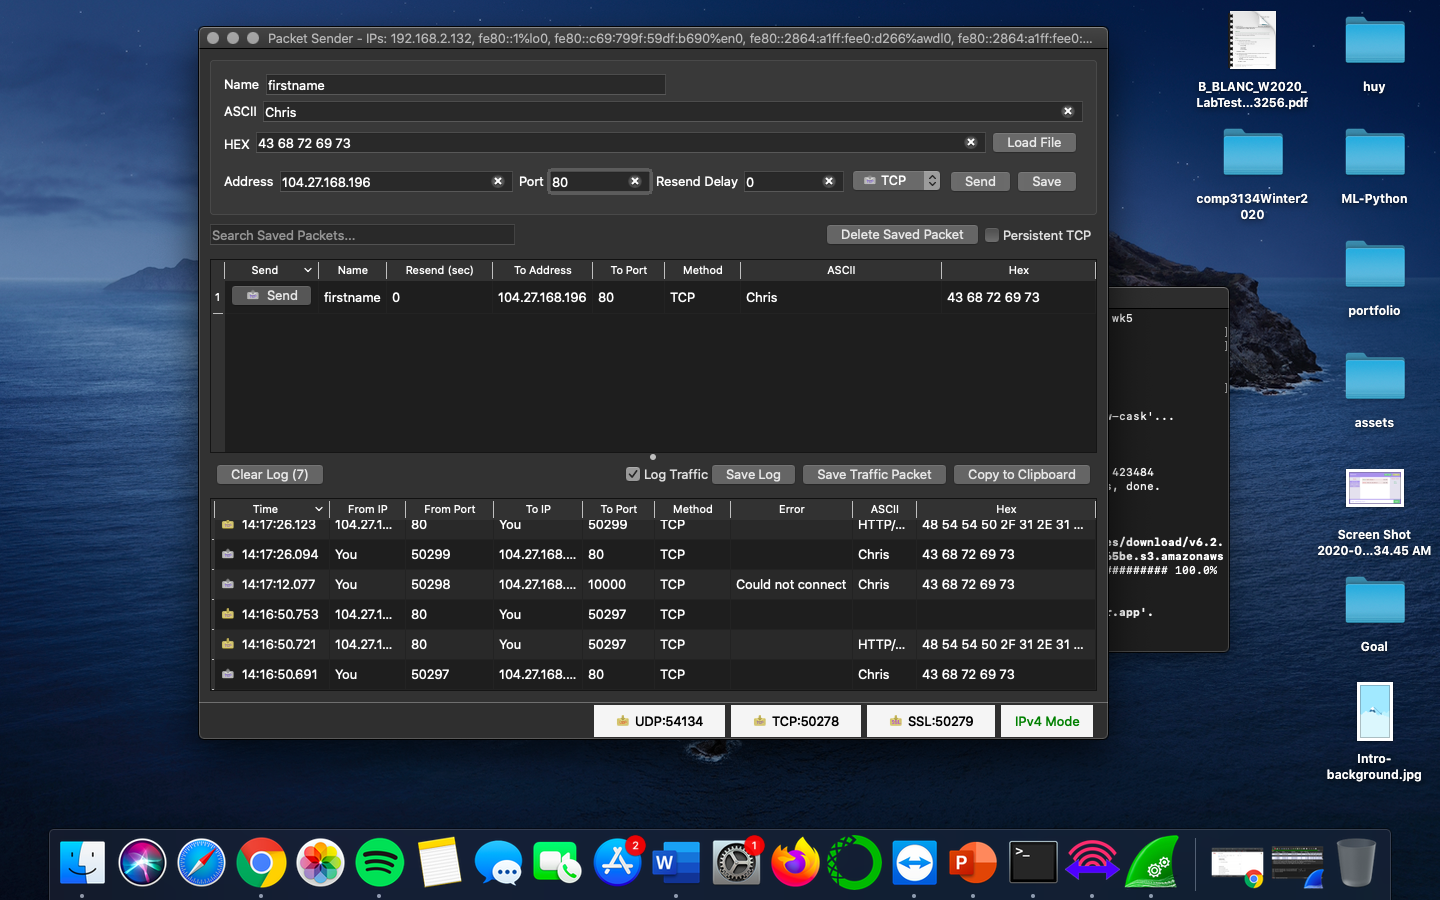 Packet Sender - IPs: 192.168.2.132, fe80::1%lo0, fe80::c69:799f:59df:b690%en0, fe80::2864:a1ff:fee0:d266%awdl0, fe80::2864:a1ff:fee0:...
Name firstname
ASCII Chris
HEX 43 68 72 69 73 Load File
Address 104.27.168.196 Port 80 Resend Delay 0 TCP Send Save
Search Saved Packets... Delete Saved Packet Persistent TCP
Send Name Resend (sec) To Address To Port Method ASCII Hex
1 Send firstname 0 104.27.168.196 80 TCP Chris 43 68 72 69 73
Clear Log (7) Log Traffic Save Log Save Traffic Packet Copy to Clipboard
Time From IP From Port To IP To Port Method Error ASCII Hex
14:17:26.123 104.27.1... 80 You 50299 TCP HTTP/... 48 54 54 50 2F 31 2E 31 ...
14:17:26.094 You 50299 104.27.168.... 80 TCP Chris 43 68 72 69 73
14:17:12.077 You 50298 104.27.168.... 10000 TCP Could not connect Chris 43 68 72 69 73
14:16:50.753 104.27.1... 80 You 50297 TCP
14:16:50.721 104.27.1... 80 You 50297 TCP HTTP/... 48 54 54 50 2F 31 2E 31 ...
14:16:50.691 You 50297 104.27.168.... 80 TCP Chris 43 68 72 69 73
UDP:54134 TCP:50278 SSL:50279 IPv4 Mode
wk5
]
]
]
-cask'...
423484
, done.
s/download/v6.2.
5be.s3.amazonaws
######### 100.0%
r.app'.
B_BLANC_W2020_
LabTest...3256.pdf
huy
comp3134Winter2
020
ML-Python
portfolio
assets
Screen Shot
2020-0...34.45 AM
Goal
Intro-
background.jpg
2
W
1
P
>_